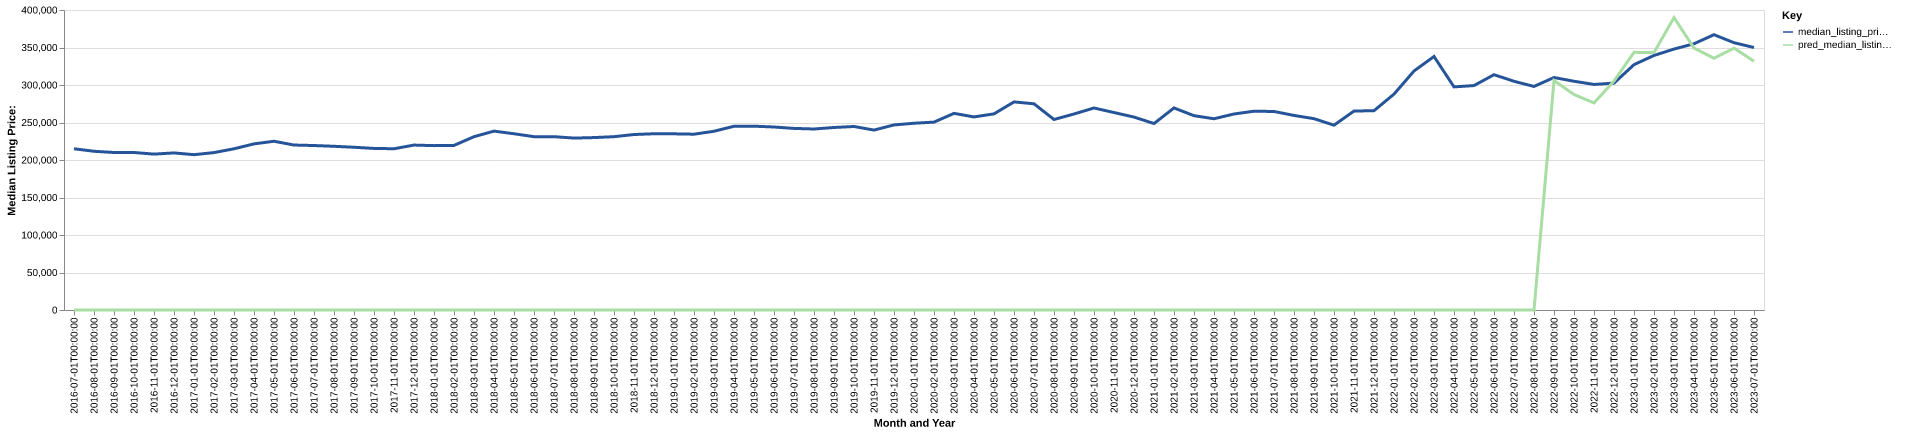 400,000
350,000
300,000
250,000
200,000
150,000
100,000
50,000
0
Median Listing Price:
2016-07-01T00:00:00
2016-08-01T00:00:00
2016-09-01T00:00:00
2016-10-01T00:00:00
2016-11-01T00:00:00
2016-12-01T00:00:00
2017-01-01T00:00:00
2017-02-01T00:00:00
2017-03-01T00:00:00
2017-04-01T00:00:00
2017-05-01T00:00:00
2017-06-01T00:00:00
2017-07-01T00:00:00
2017-08-01T00:00:00
2017-09-01T00:00:00
2017-10-01T00:00:00
2017-11-01T00:00:00
2018-01-01T00:00:00
2018-02-01T00:00:00
2018-03-01T00:00:00
2018-04-01T00:00:00
2018-05-01T00:00:00
2018-06-01T00:00:00
2018-07-01T00:00:00
2018-08-01T00:00:00
2018-09-01T00:00:00
2018-10-01T00:00:00
2018-11-01T00:00:00
2018-12-01T00:00:00
2019-01-01T00:00:00
2019-02-01T00:00:00
2019-03-01T00:00:00
2019-04-01T00:00:00
2019-05-01T00:00:00
2019-06-01T00:00:00
2019-07-01T00:00:00
2019-08-01T00:00:00
2019-09-01T00:00:00
2019-10-01T00:00:00
2019-11-01T00:00:00
2019-12-01T00:00:00
2020-01-01T00:00:00
2020-02-01T00:00:00
2020-03-01T00:00:00
2020-04-01T00:00:00
2020-05-01T00:00:00
2020-06-01T00:00:00
2020-07-01T00:00:00
2020-08-01T00:00:00
2020-09-01T00:00:00
2020-10-01T00:00:00
2020-11-01T00:00:00
2020-12-01T00:00:00
2021-01-01T00:00:00
2021-02-01T00:00:00
2021-03-01T00:00:00
2021-04-01T00:00:00
2021-05-01T00:00:00
2021-06-01T00:00:00
2021-07-01T00:00:00
2021-08-01T00:00:00
2021-09-01T00:00:00
2021-10-01T00:00:00
2021-11-01T00:00:00
2021-12-01T00:00:00
2022-01-01T00:00:00
2022-02-01T00:00:00
2022-03-01T00:00:00
2022-04-01T00:00:00
2022-05-01T00:00:00
2022-06-01T00:00:00
2022-07-01T00:00:00
2022-08-01T00:00:00
2022-09-01T00:00:00
2022-10-01T00:00:00
2022-11-01T00:00:00
2022-12-01T00:00:00
2023-01-01T00:00:00
2023-02-01T00:00:00
2023-03-01T00:00:00
2023-04-01T00:00:00
2023-05-01T00:00:00
2023-06-01T00:00:00
2023-07-01T00:00:00
Month and Year
Key
median_listing_pri…
pred_median_listin…